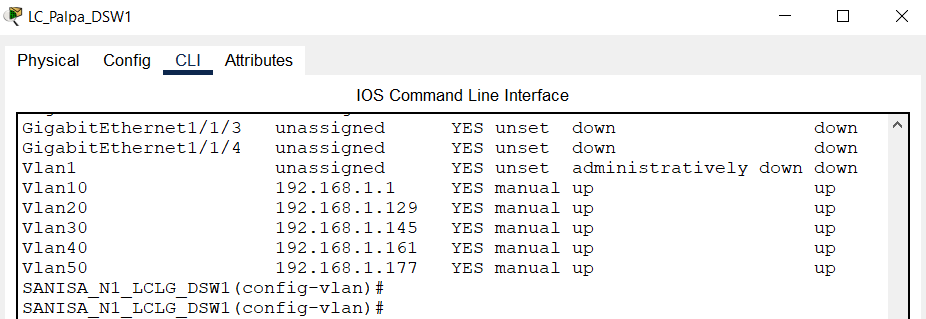 LC_Palpa_DSW1
Physical Config CLI Attributes
IOS Command Line Interface
GigabitEthernet1/1/3 unassigned YES unset down down
GigabitEthernet1/1/4 unassigned YES unset down down
Vlan1 unassigned YES unset administratively down down
Vlan10 192.168.1.1 YES manual up up
Vlan20 192.168.1.129 YES manual up up
Vlan30 192.168.1.145 YES manual up up
Vlan40 192.168.1.161 YES manual up up
Vlan50 192.168.1.177 YES manual up up
SANISA_N1_LCLG_DSW1(config-vlan)#
SANISA_N1_LCLG_DSW1(config-vlan)#